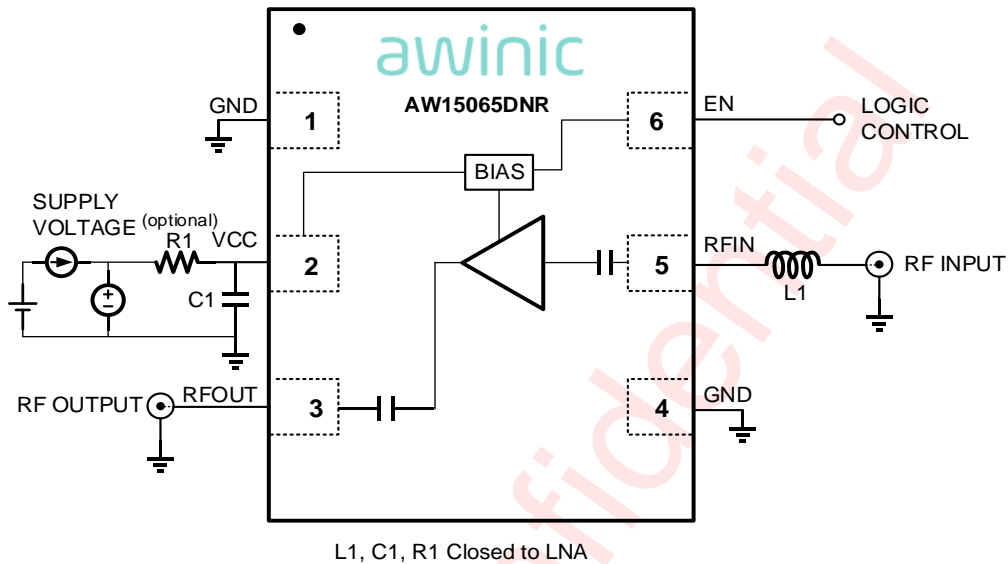 awinic
AW15065DNR
GND
1
6
EN
LOGIC
CONTROL
BIAS
SUPPLY
VOLTAGE
(optional)
R1
VCC
2
C1
5
RFIN
L1
RF INPUT
RF OUTPUT
RFOUT
3
4
GND
L1, C1, R1 Closed to LNA